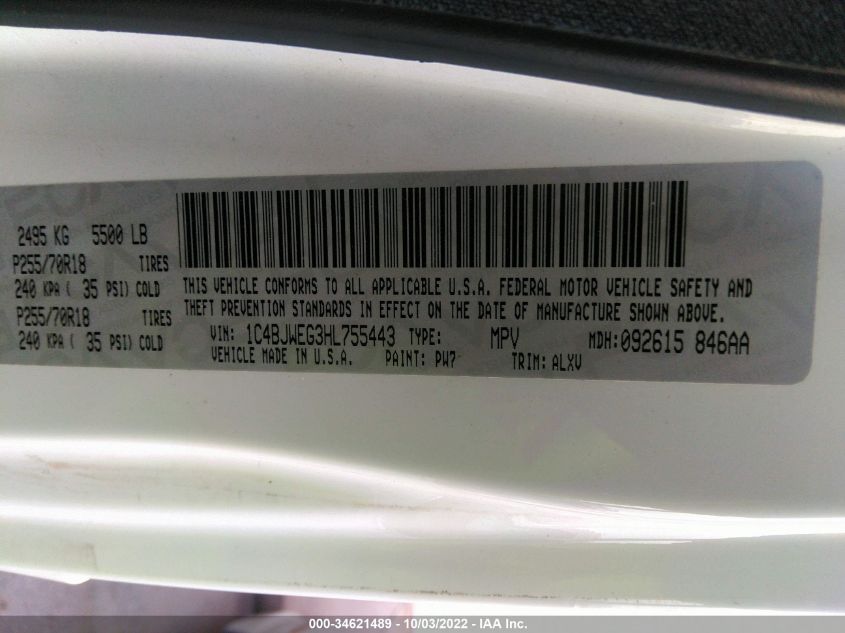 2495 KG 5500 LB
P255/70R18 TIRES
240 KPA ( 35 PSI) COLD
P255/70R18 TIRES
240 KPA ( 35 PSI) COLD
THIS VEHICLE CONFORMS TO ALL APPLICABLE U.S.A. FEDERAL MOTOR VEHICLE SAFETY AND
THEFT PREVENTION STANDARDS IN EFFECT ON THE DATE OF MANUFACTURE SHOWN ABOVE.
VIN: 1C4BJWEG3HL755443 TYPE: MPV MDH:092615 846AA
VEHICLE MADE IN U.S.A. PAINT: PW7 TRIM: ALXV
000-34621489 - 10/03/2022 - IAA Inc.